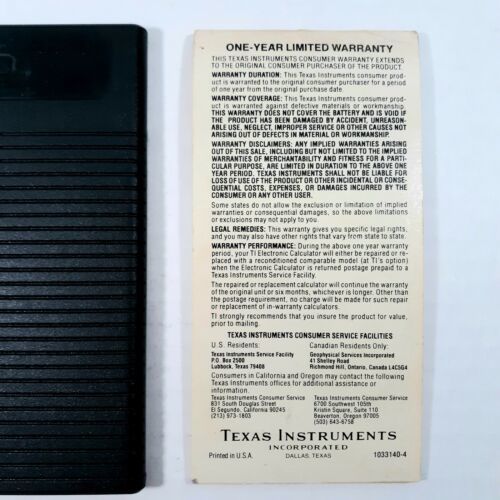 ONE-YEAR LIMITED WARRANTY
THIS TEXAS INSTRUMENTS CONSUMER WARRANTY EXTENDS
TO THE ORIGINAL CONSUMER PURCHASER OF THE PRODUCT.
WARRANTY DURATION: This Texas Instruments consumer prod-
uct is warranted to the original consumer purchaser for a period
of one year from the original purchase date.
WARRANTY COVERAGE: This Texas Instruments consumer prod-
uct is warranted against defective materials or workmanship.
THIS WARRANTY DOES NOT COVER THE BATTERY AND IS VOID IF
THE PRODUCT HAS BEEN DAMAGED BY ACCIDENT, UNREASON-
ABLE USE, NEGLECT, IMPROPER SERVICE OR OTHER CAUSES NOT
ARISING OUT OF DEFECTS IN MATERIAL OR WORKMANSHIP.
WARRANTY DISCLAIMERS: ANY IMPLIED WARRANTIES ARISING
OUT OF THIS SALE, INCLUDING BUT NOT LIMITED TO THE IMPLIED
WARRANTIES OF MERCHANTABILITY AND FITNESS FOR A PARTI-
CULAR PURPOSE, ARE LIMITED IN DURATION TO THE ABOVE ONE
YEAR PERIOD. TEXAS INSTRUMENTS SHALL NOT BE LIABLE FOR
LOSS OF USE OF THE PRODUCT OR OTHER INCIDENTAL OR CONSE-
QUENTIAL COSTS, EXPENSES, OR DAMAGES INCURRED BY THE
CONSUMER OR ANY OTHER USER.
Some states do not allow the exclusion or limitation of implied
warranties or consequential damages, so the above limitations
or exclusions may not apply to you.
LEGAL REMEDIES: This warranty gives you specific legal rights,
and you may also have other rights that vary from state to state.
WARRANTY PERFORMANCE: During the above one year warranty
period, your TI Electronic Calculator will either be repaired or re-
placed with a reconditioned comparable model (at TI's option)
when the Electronic Calculator is returned postage prepaid to a
Texas Instruments Service Facility.
The repaired or replacement calculator will continue the warranty
of the original unit or six months, whichever is longer. Other than
the postage requirement, no charge will be made for such repair
or replacement of in-warranty calculators.
TI strongly recommends that you insure the product for value,
prior to mailing.
TEXAS INSTRUMENTS CONSUMER SERVICE FACILITIES
U.S. Residents: Canadian Residents Only:
Texas Instruments Service Facility Geophysical Services Incorporated
P.O. Box 2500 41 Shelley Road
Lubbock, Texas 79408 Richmond Hill, Ontario, Canada L4C5G4
Consumers in California and Oregon may contact the following
Texas Instruments offices for additional assistance or
information.
Texas Instruments Consumer Service Texas Instruments Consumer Service
831 South Douglas Street 6700 Southwest 105th
El Segundo, California 90245 Kristin Square, Suite 110
(213) 973-1803 Beaverton, Oregon 97005
(503) 643-6758
TEXAS INSTRUMENTS
INCORPORATED
Printed in U.S.A. DALLAS, TEXAS 1033140-4